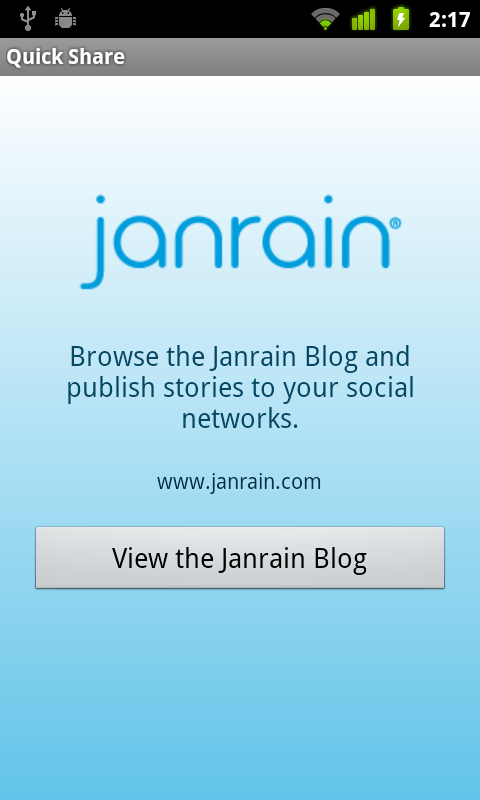 2:17
Quick Share
janrain®
Browse the Janrain Blog and
publish stories to your social
networks.
www.janrain.com
View the Janrain Blog